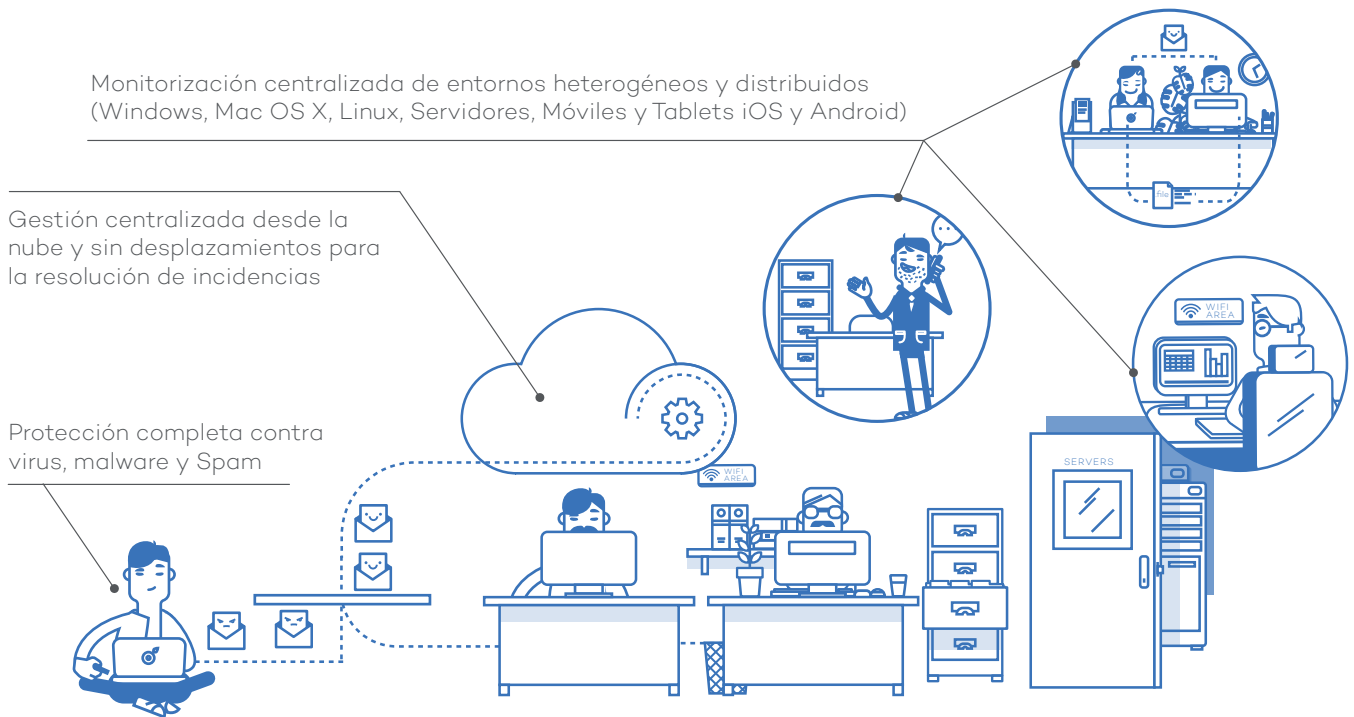 Monitorización centralizada de entornos heterogéneos y distribuidos
(Windows, Mac OS X, Linux, Servidores, Móviles y Tablets iOS y Android)
Gestión centralizada desde la
nube y sin desplazamientos para
la resolución de incidencias
Protección completa contra
virus, malware y Spam
file
WIFI
AREA
WIFI
AREA
SERVERS